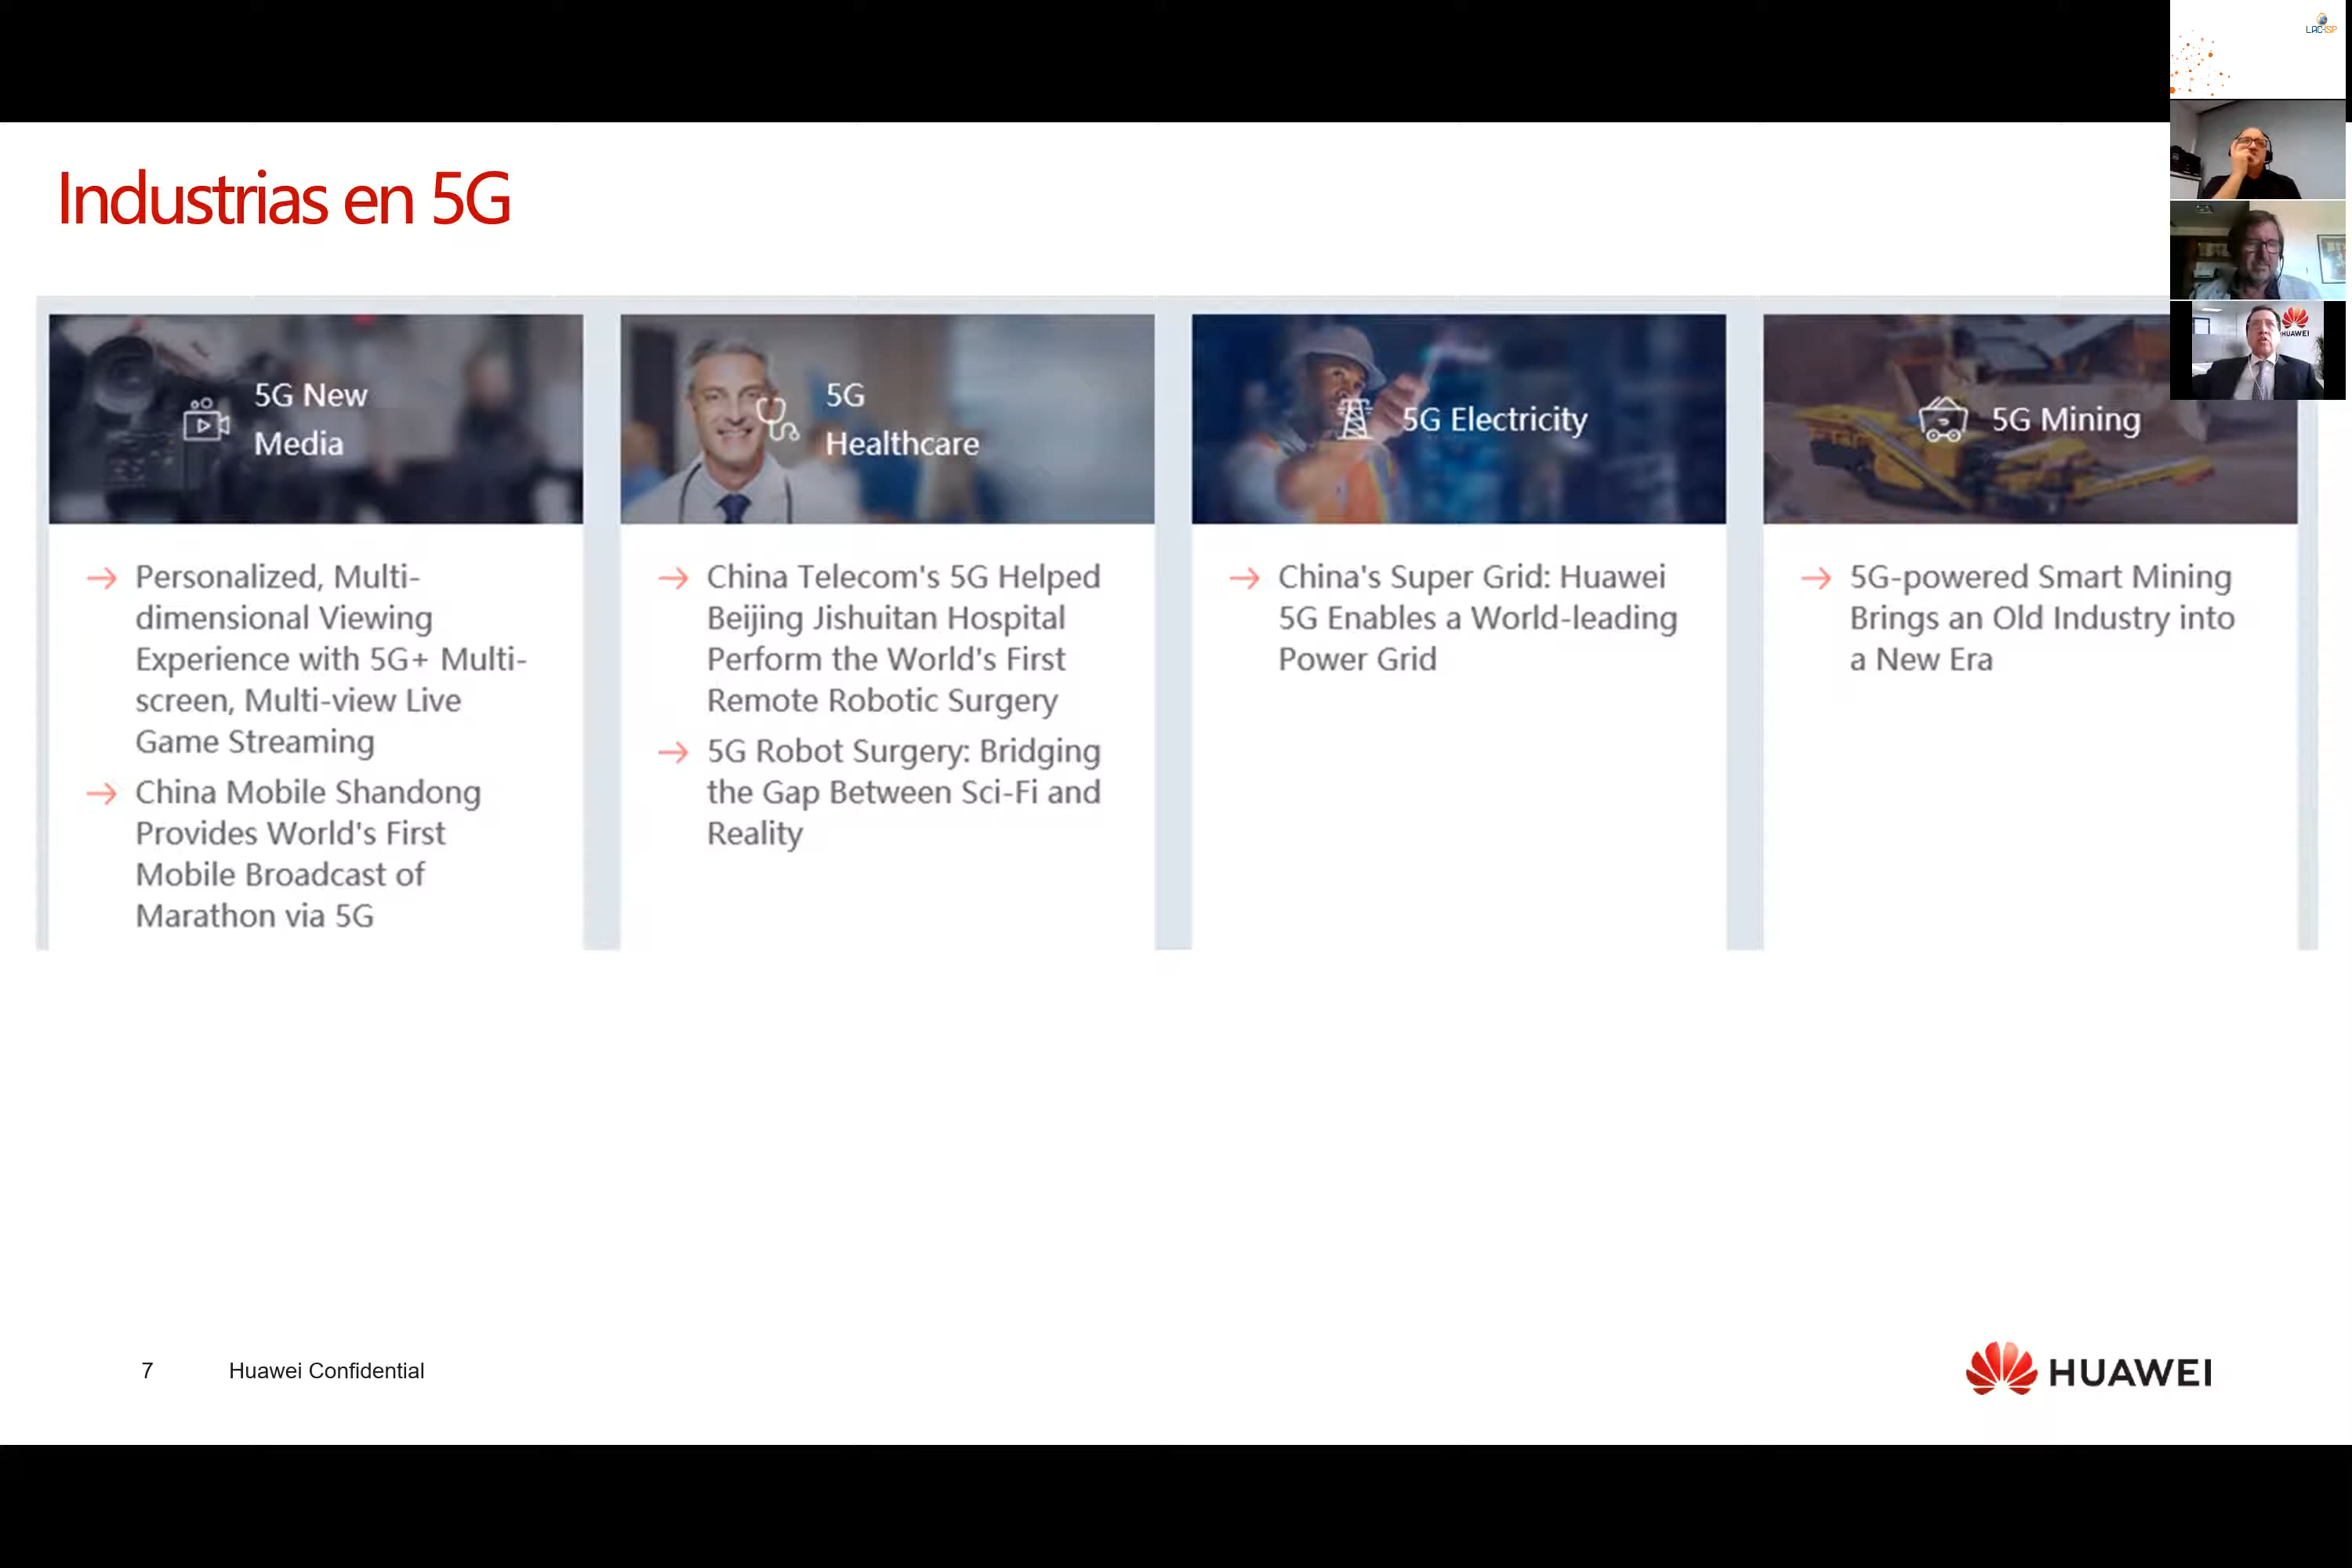 LAC-ISP
Industrias en 5G
HUAWEI
5G New
Media
Personalized, Multi-
dimensional Viewing
Experience with 5G+ Multi-
screen, Multi-view Live
Game Streaming
China Mobile Shandong
Provides World's First
Mobile Broadcast of
Marathon via 5G
5G
Healthcare
China Telecom's 5G Helped
Beijing Jishuitan Hospital
Perform the World's First
Remote Robotic Surgery
5G Robot Surgery: Bridging
the Gap Between Sci-Fi and
Reality
5G Electricity
China's Super Grid: Huawei
5G Enables a World-leading
Power Grid
5G Mining
5G-powered Smart Mining
Brings an Old Industry into
a New Era
7 Huawei Confidential
HUAWEI